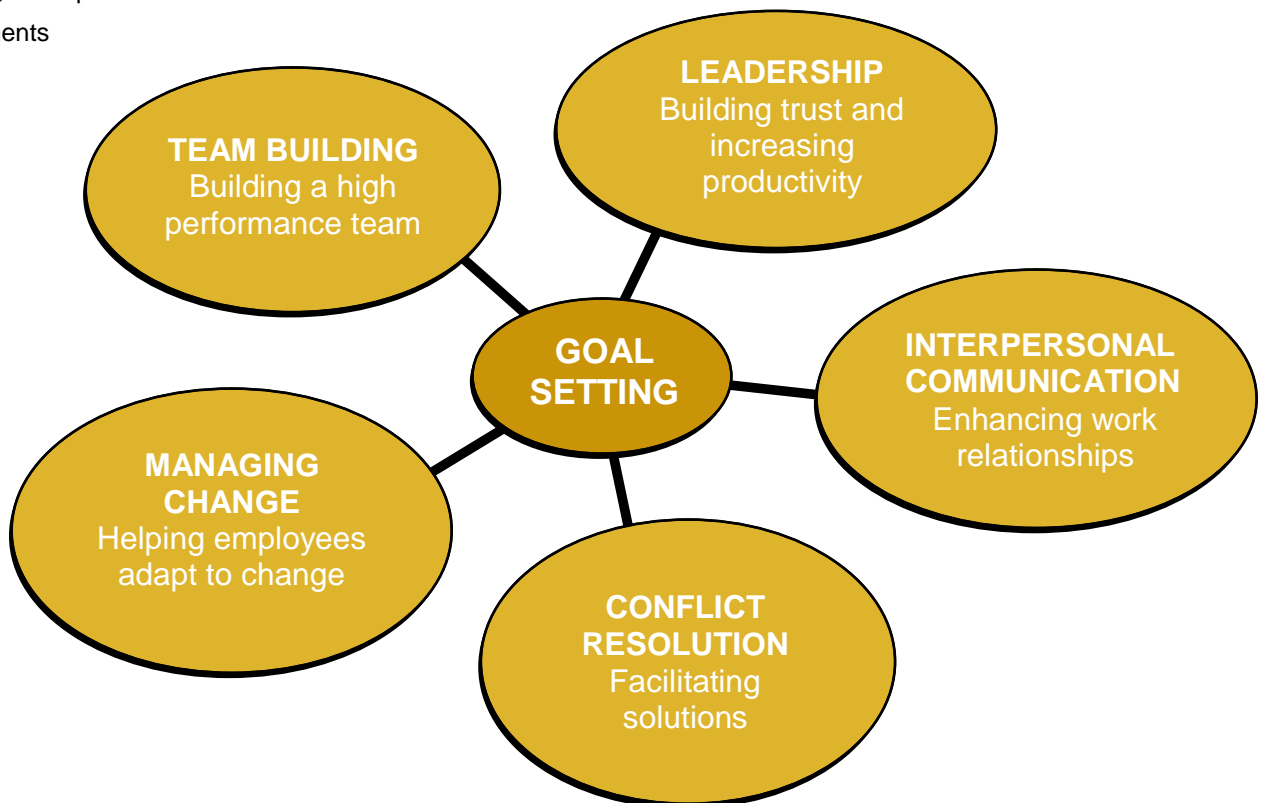 ents
LEADERSHIP
Building trust and
increasing
productivity
TEAM BUILDING
Building a high
performance team
GOAL
SETTING
INTERPERSONAL
COMMUNICATION
Enhancing work
relationships
MANAGING
CHANGE
Helping employees
adapt to change
CONFLICT
RESOLUTION
Facilitating
solutions